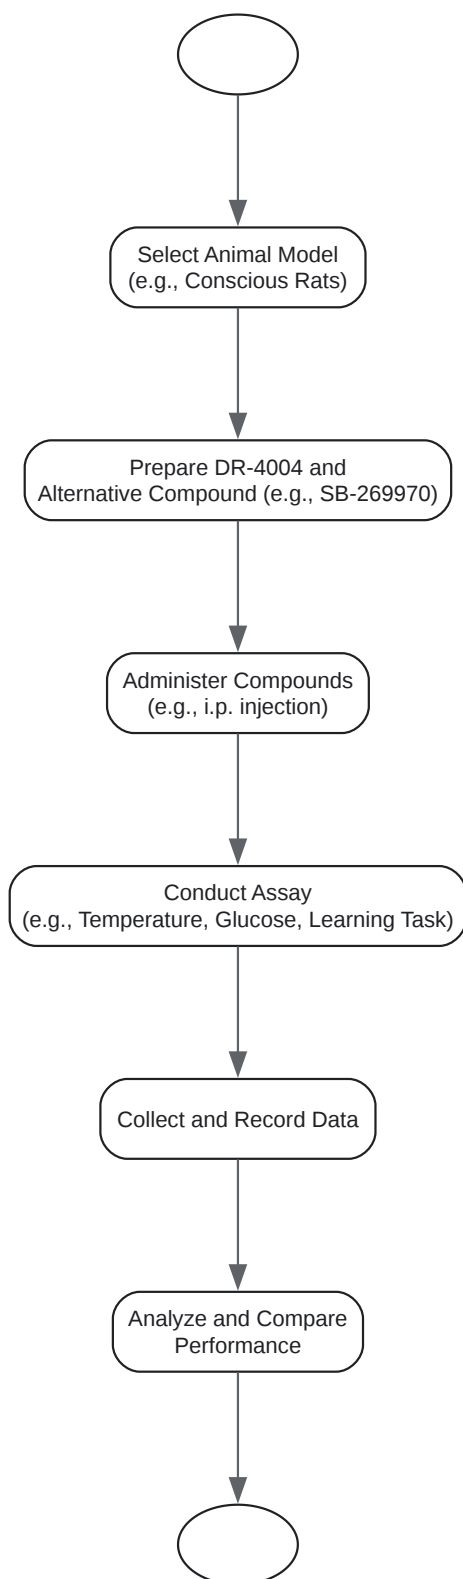 Select Animal Model
(e.g., Conscious Rats)
Prepare DR-4004 and
Alternative Compound (e.g., SB-269970)
Administer Compounds
(e.g., i.p. injection)
Conduct Assay
(e.g., Temperature, Glucose, Learning Task)
Collect and Record Data
Analyze and Compare
Performance